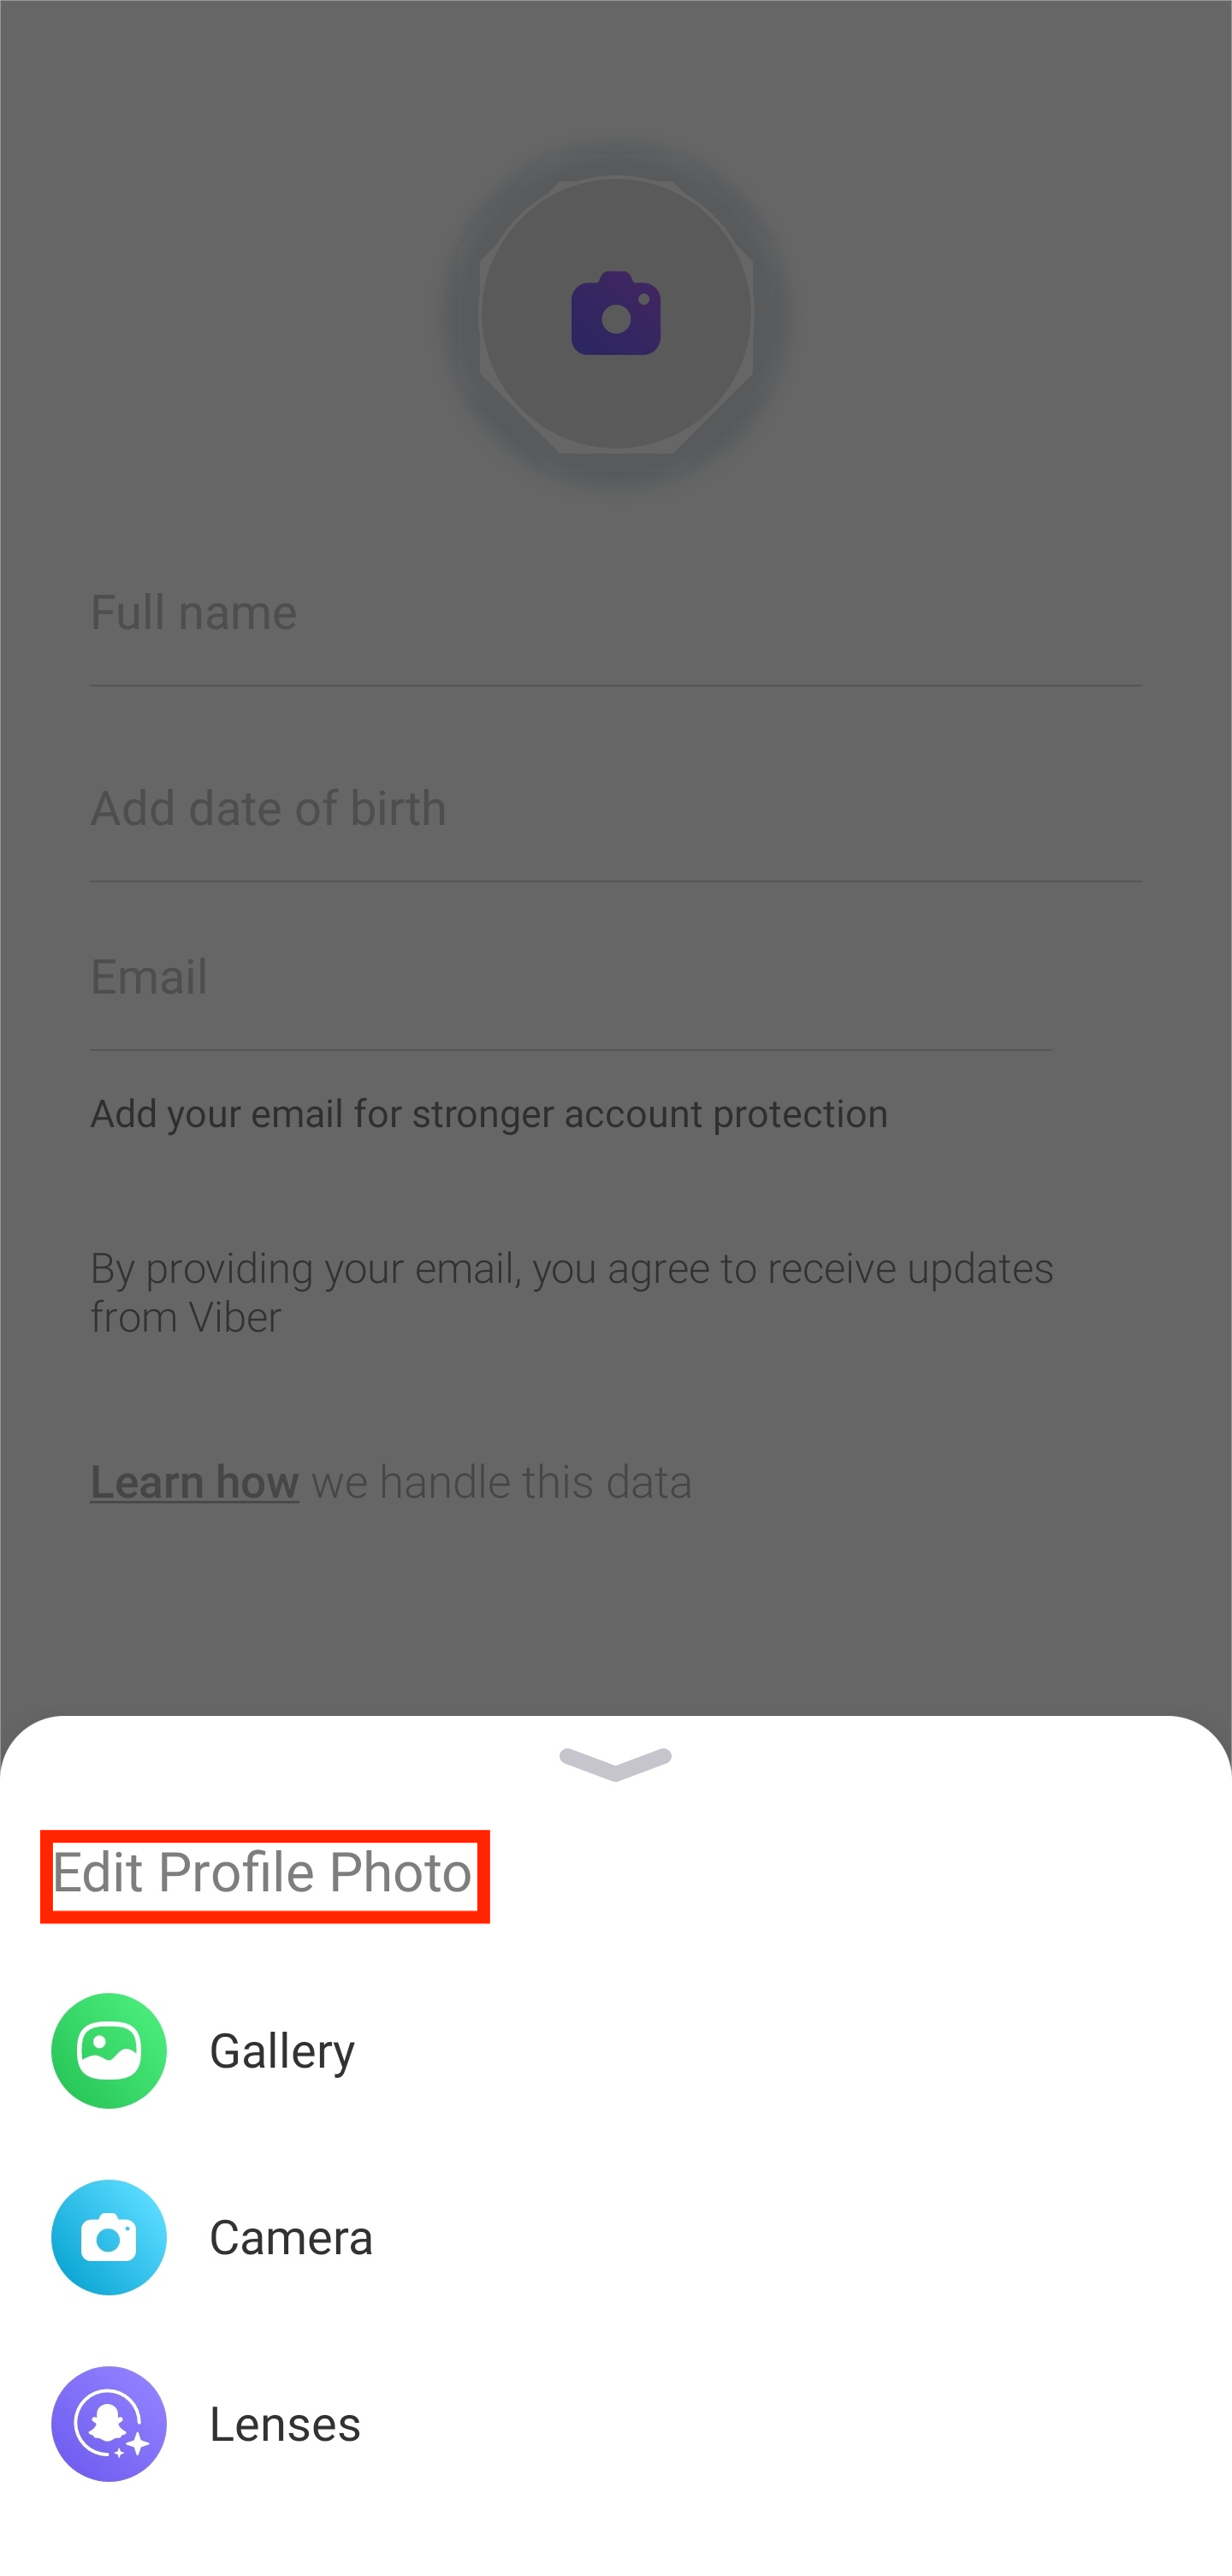 Full name
Add date of birth
Email
Add your email for stronger account protection
By providing your email, you agree to receive updates
from Viber
Learn how we handle this data
Edit Profile Photo
Gallery
Camera
Lenses